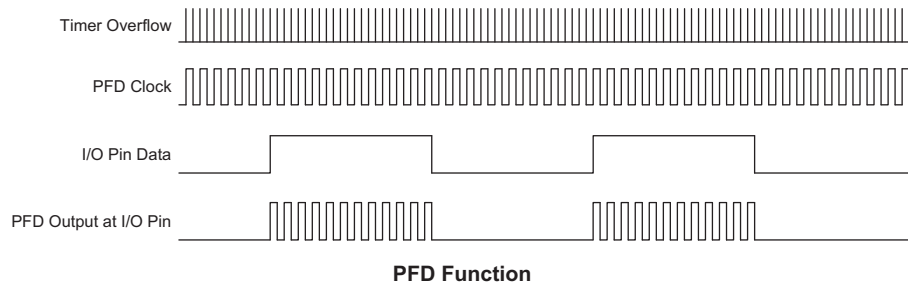 Timer Overflow
PFD Clock
I/O Pin Data
PFD Output at I/O Pin
PFD Function